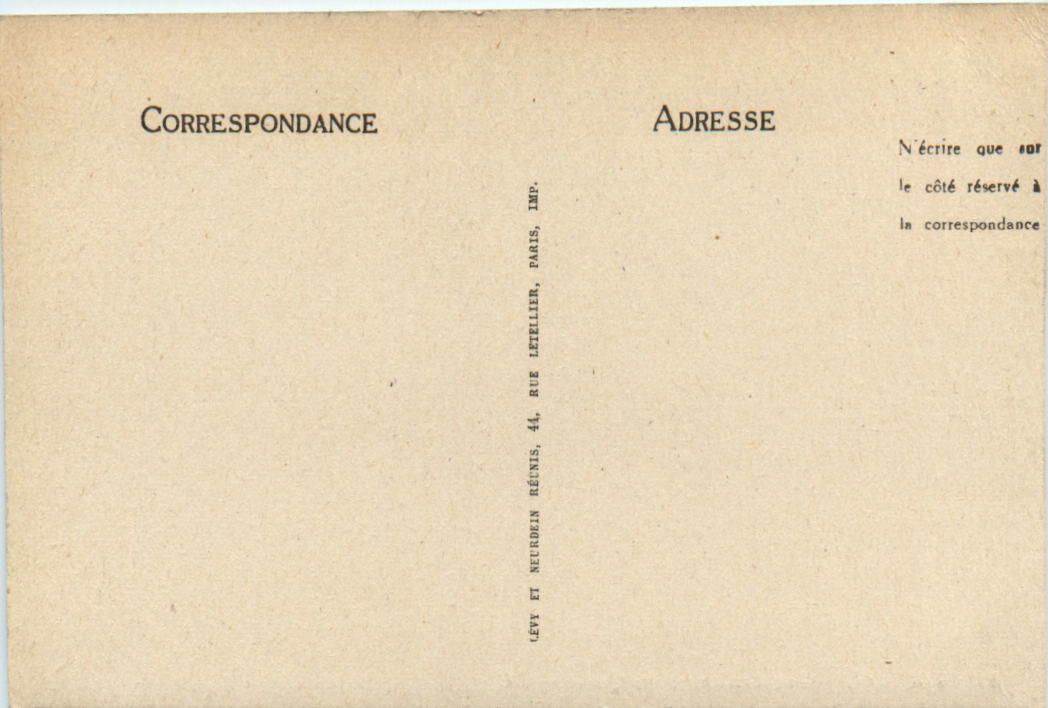 CORRESPONDANCE
LÉVY ET NEURDEIN RÉUNIS, 44, RUE LETELLIER, PARIS, IMP.
ADRESSE
N'écrire que sur
le côté réservé à
la correspondance